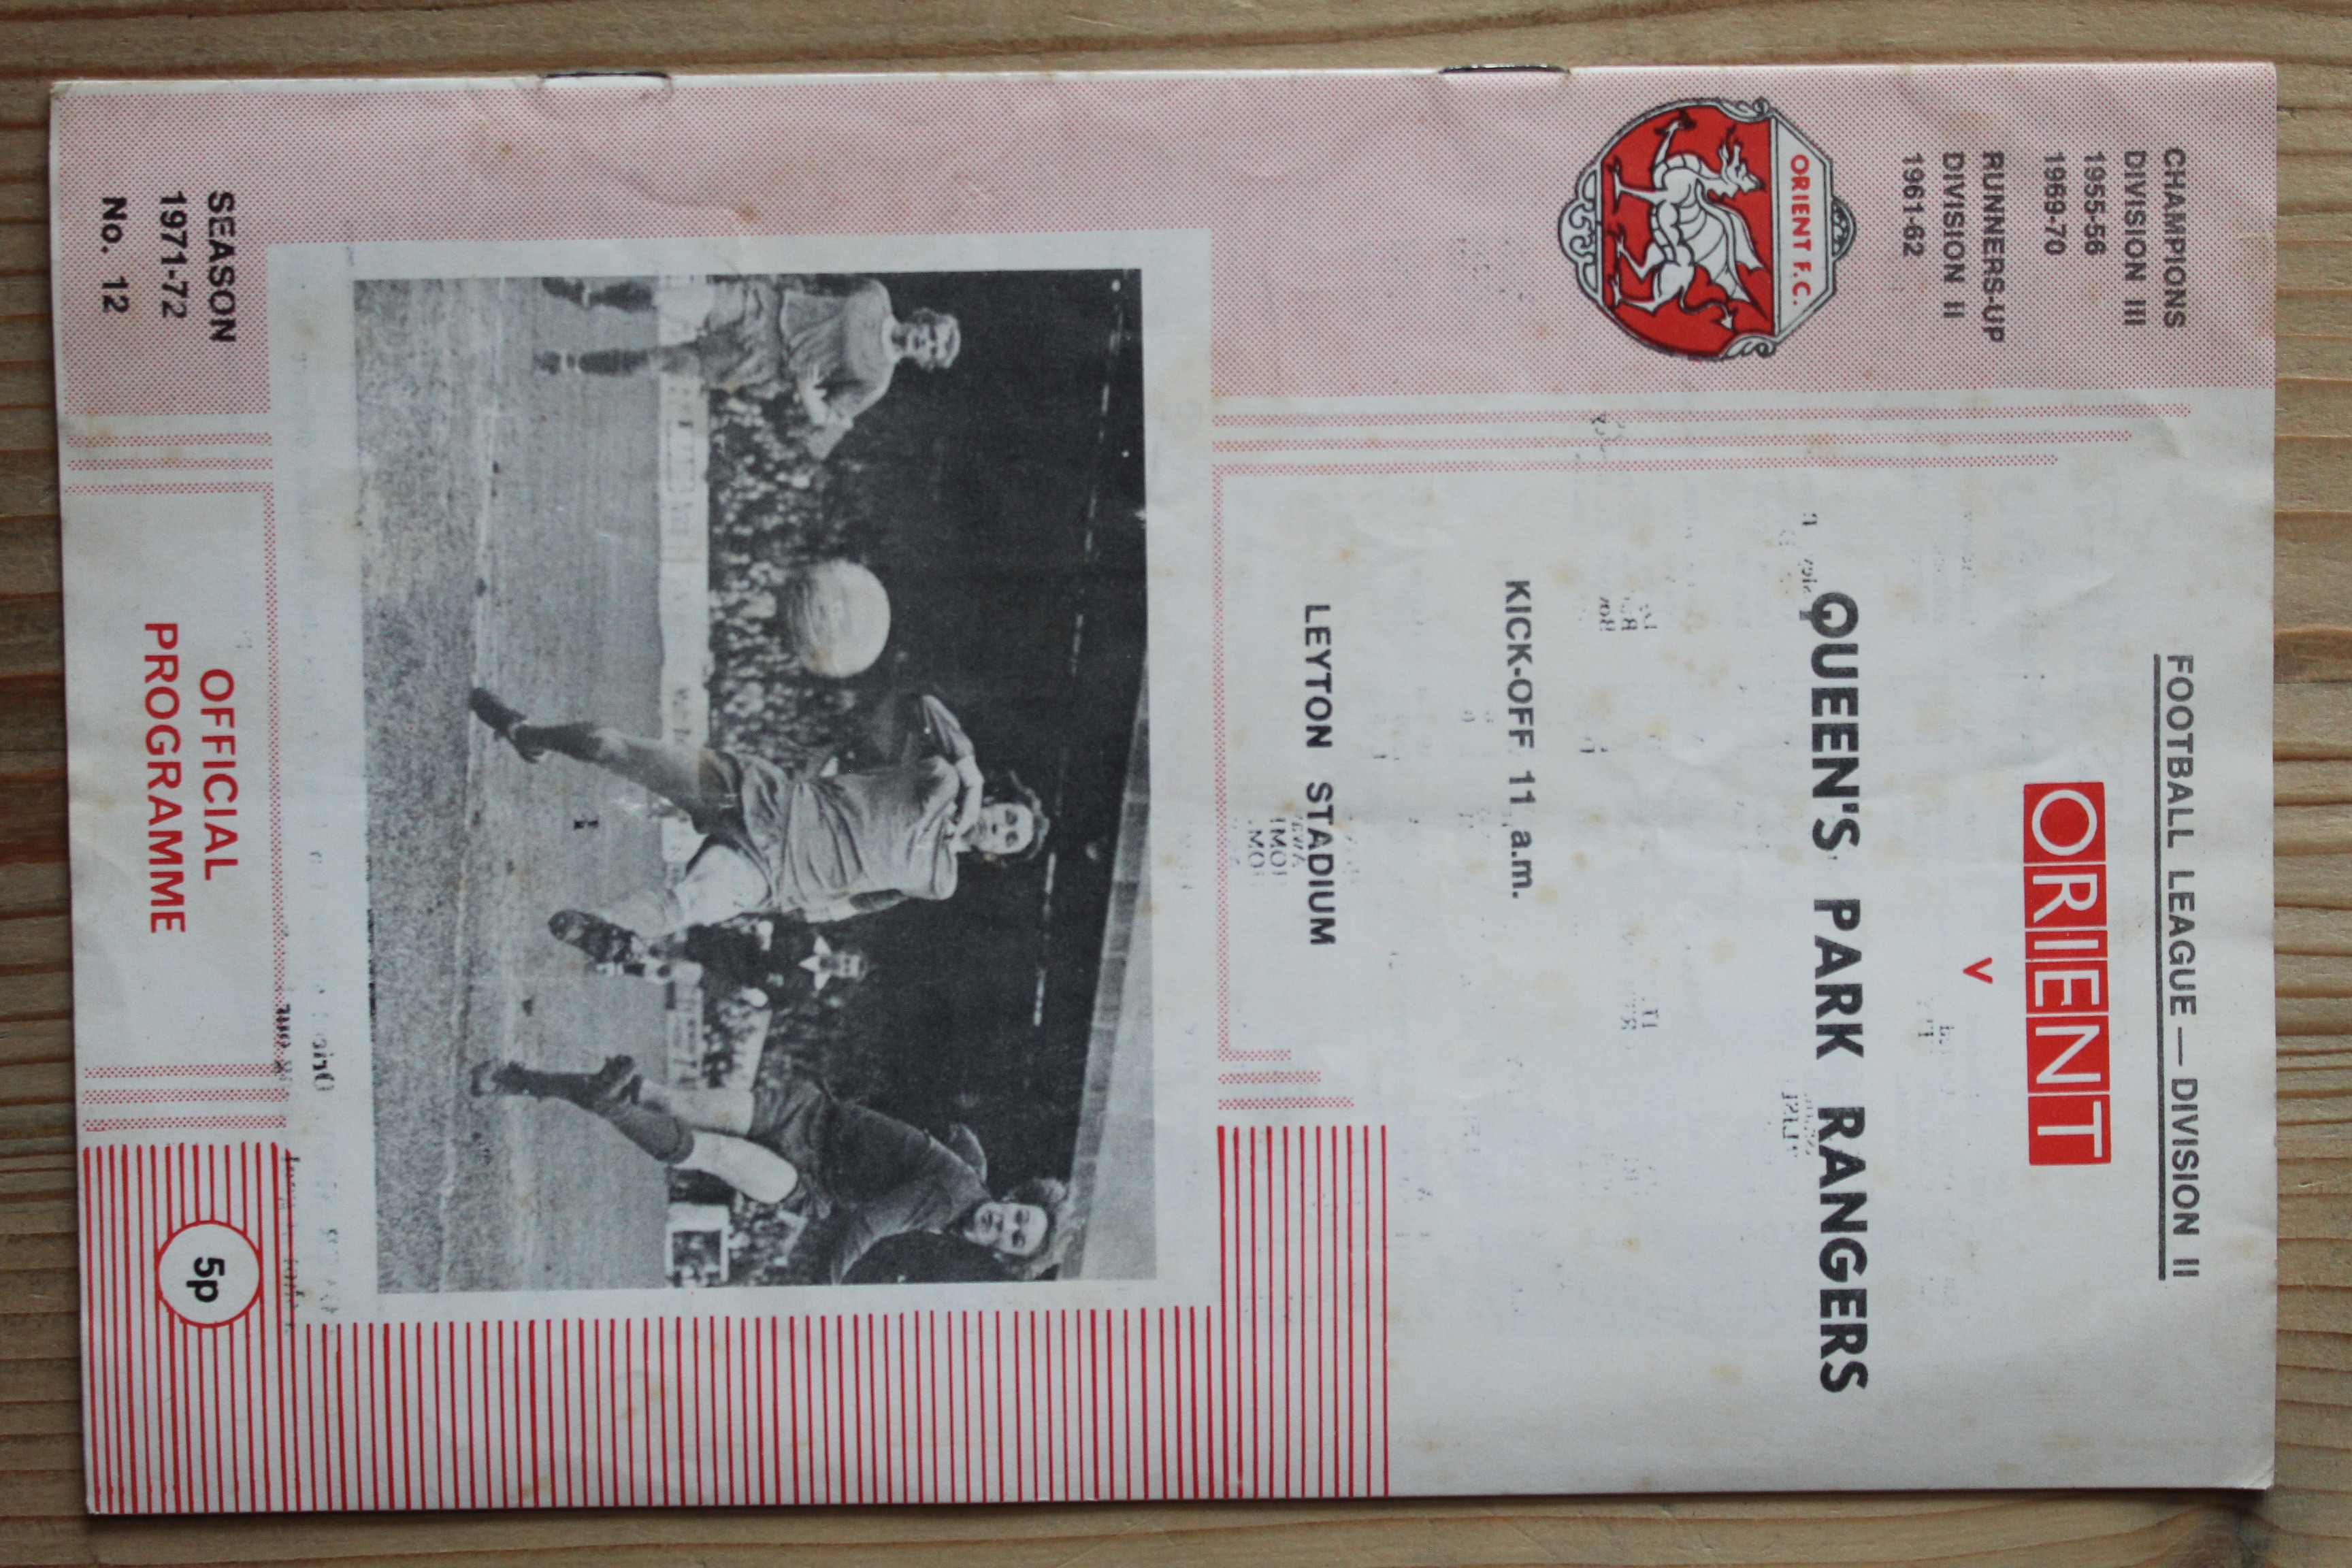 CHAMPIONS
DIVISION III
1955-56
1969-70
RUNNERS-UP
DIVISION II
1961-62
ORIENT F.C.
FOOTBALL LEAGUE — DIVISION II
ORIENT
v
QUEEN'S PARK RANGERS
KICK-OFF 11 a.m.
LEYTON STADIUM
SEASON
1971-72
No. 12
OFFICIAL
PROGRAMME
5p